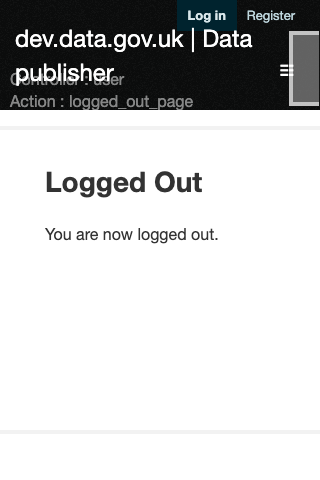 Log in Register
dev.data.gov.uk | Data
publisher
Controller : user
Action : logged_out_page
Logged Out
You are now logged out.